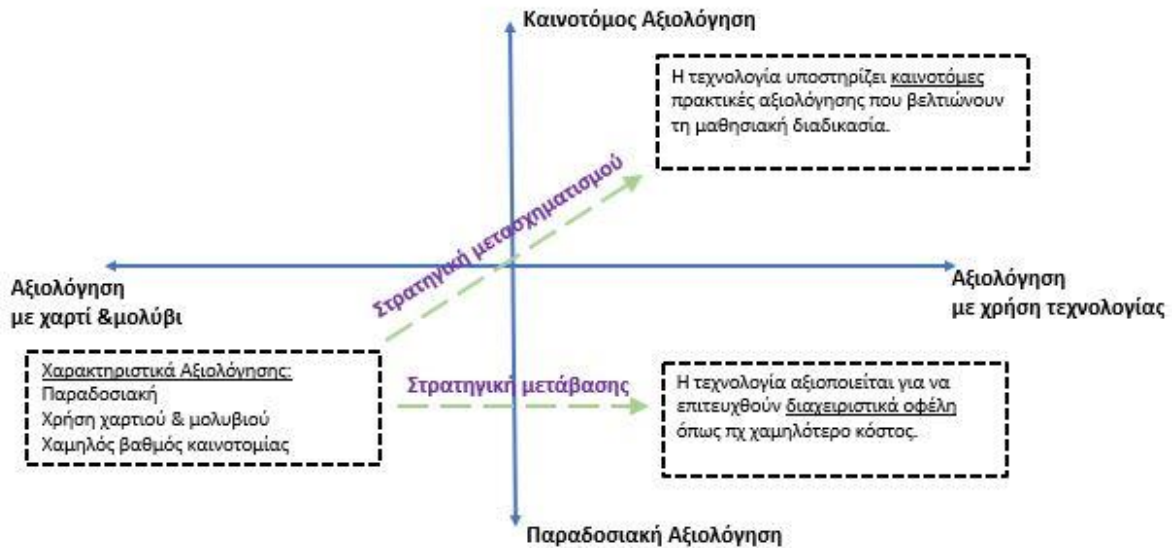 Καινοτόμος Αξιολόγηση
Η τεχνολογία υποστηρίζει καινοτόμες
πρακτικές αξιολόγησης που βελτιώνουν
τη μαθησιακή διαδικασία.
Στρατηγική μετασχηματισμού
Αξιολόγηση
με χαρτί &μολύβι
Αξιολόγηση
με χρήση τεχνολογίας
Χαρακτηριστικά Αξιολόγησης:
Παραδοσιακή
Χρήση χαρτιού & μολυβιού
Χαμηλός βαθμός καινοτομίας
Στρατηγική μετάβασης
Η τεχνολογία αξιοποιείται για να
επιτευχθούν διαχειριστικά οφέλη
όπως πχ χαμηλότερο κόστος.
Παραδοσιακή Αξιολόγηση